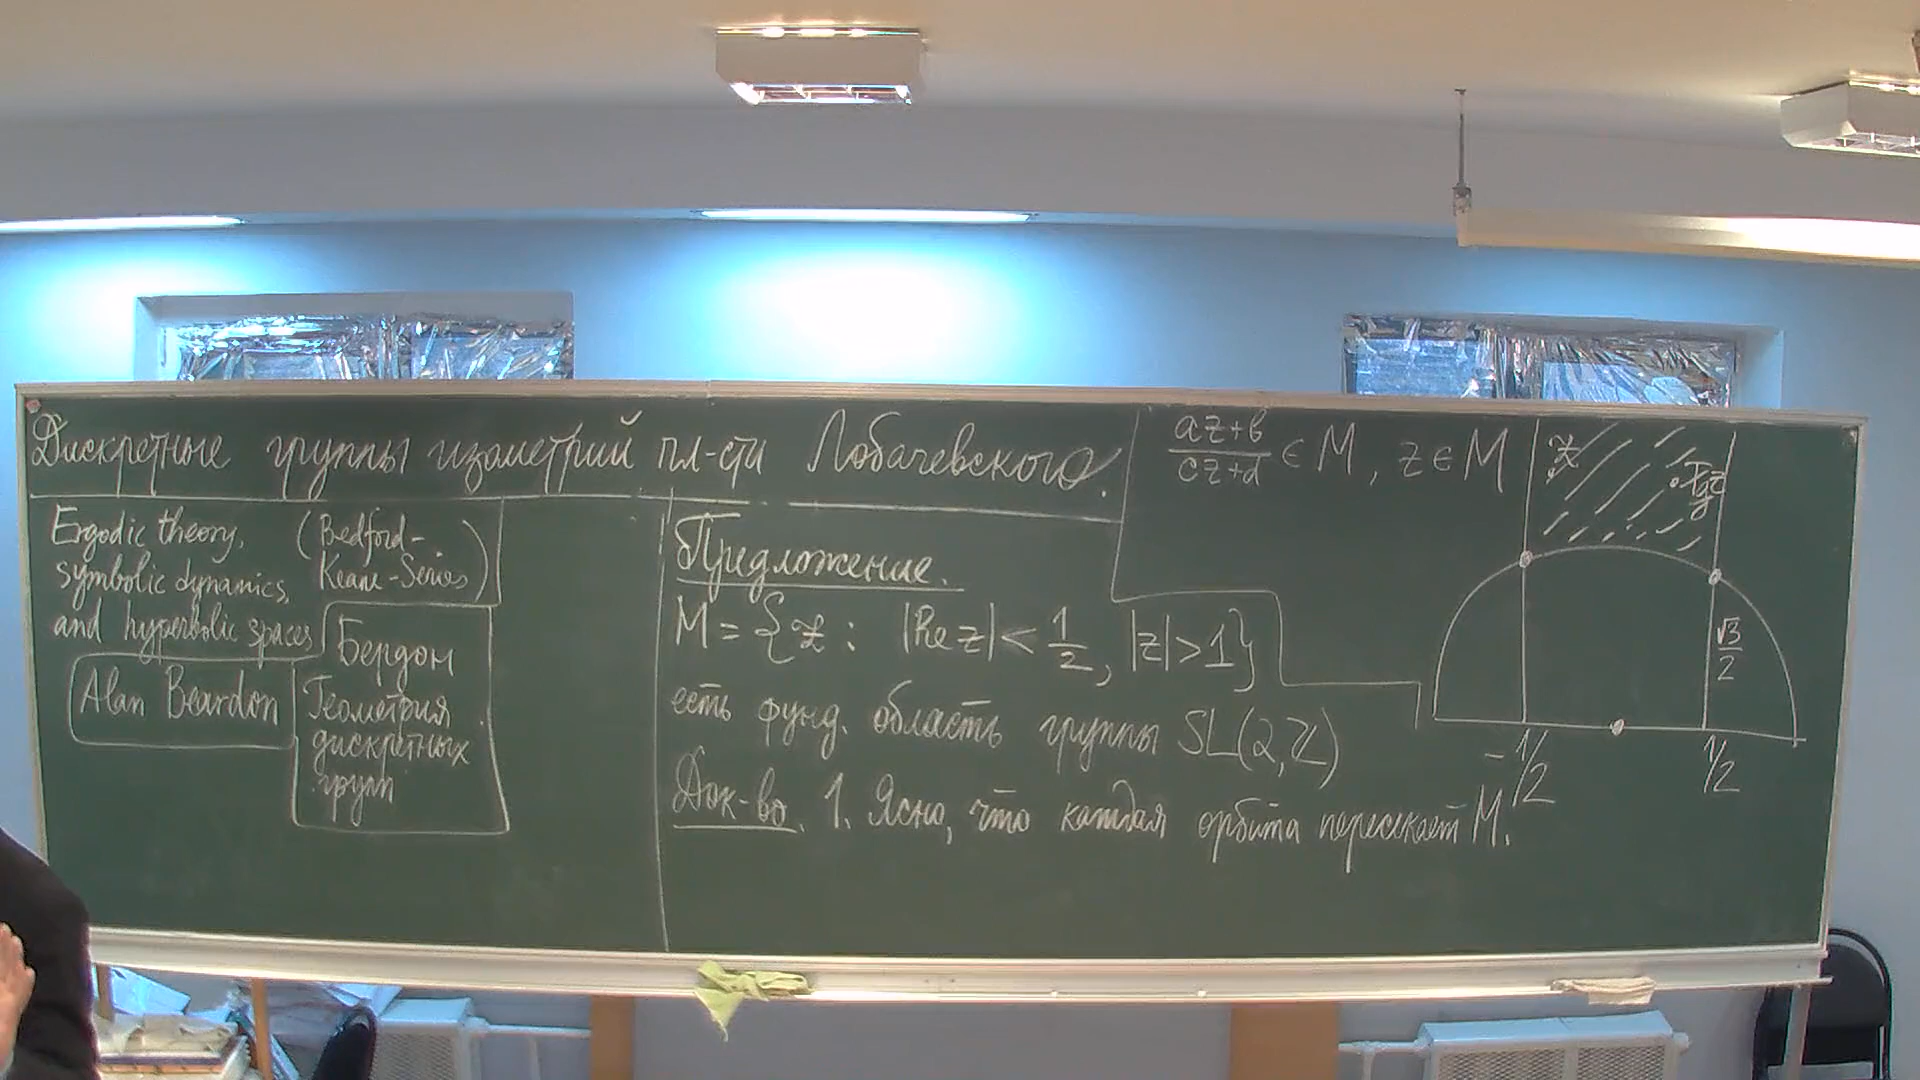 Дискретные группы изометрий пл-сти Лобачевского.
Ergodic theory, (Bedford-
symbolic dynamics, Keane-Series)
and hyperbolic spaces
Alan Beardon
Бердон
Геометрия
дискретных
групп
Предложение.
M = {z : |Re z| < 1/2, |z| > 1}
есть фунд. область группы SL(2,Z)
Док-во. 1. Ясно, что каждая орбита пересекает M.
(az+b)/(cz+d) ∈ M, z ∈ M
z
T_g z
√3/2
-1/2
1/2